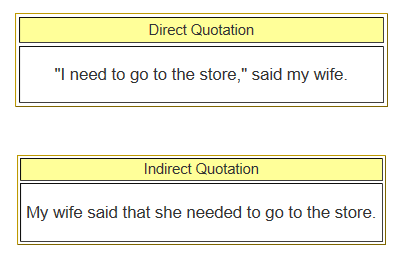 Direct Quotation
"I need to go to the store," said my wife.
Indirect Quotation
My wife said that she needed to go to the store.